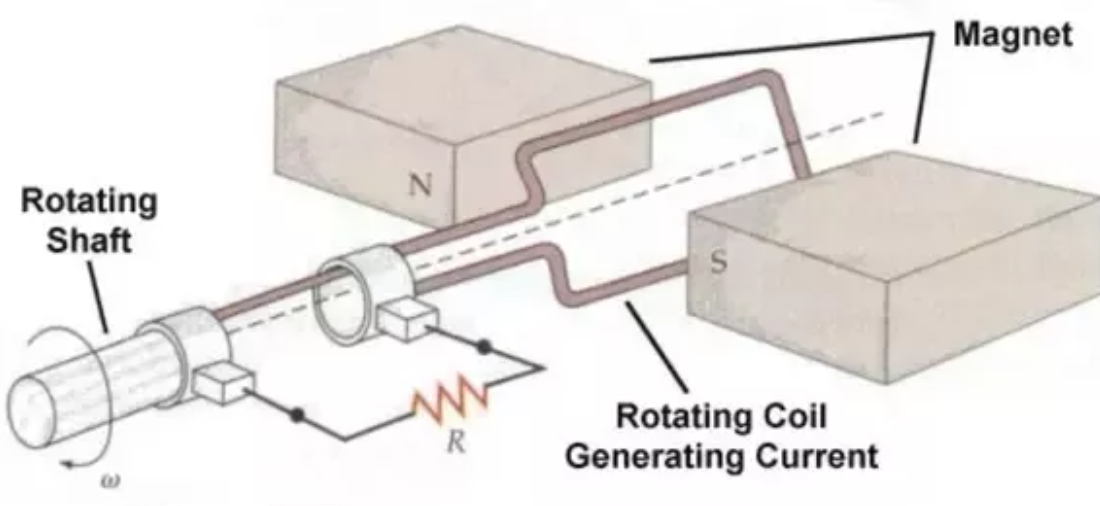 Magnet
N
Rotating
Shaft
S
R
Rotating Coil
Generating Current
ω